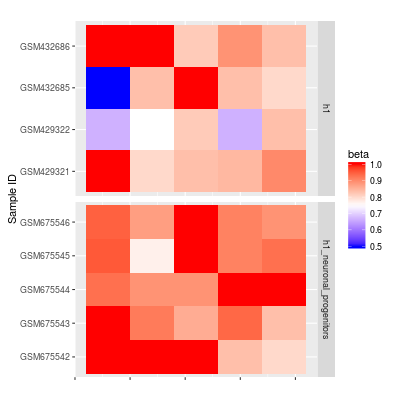 GSM432686
GSM432685
GSM429322
GSM429321
h1
GSM675546
GSM675545
GSM675544
GSM675543
GSM675542
h1_neuronal_progenitors
Sample ID
beta
1.0
0.9
0.8
0.7
0.6
0.5